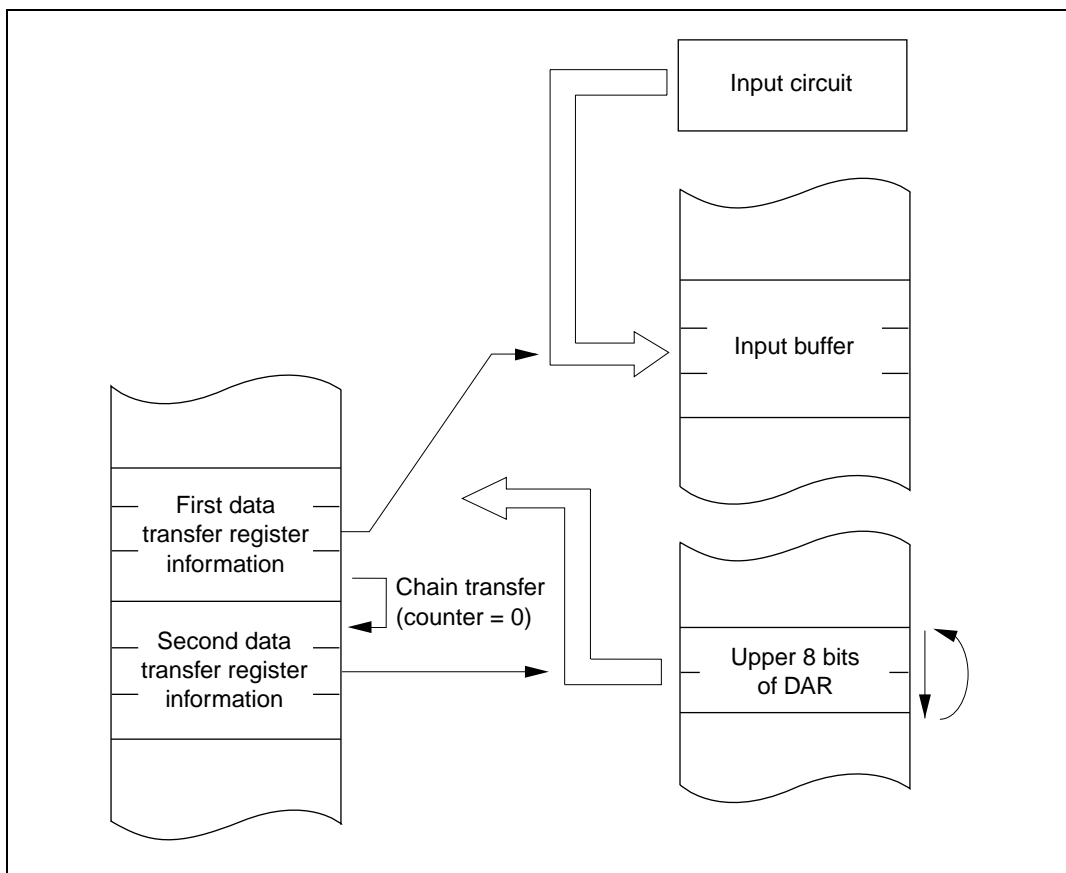 Input circuit
Input buffer
First data
transfer register
information
Chain transfer
(counter = 0)
Second data
transfer register
information
Upper 8 bits
of DAR